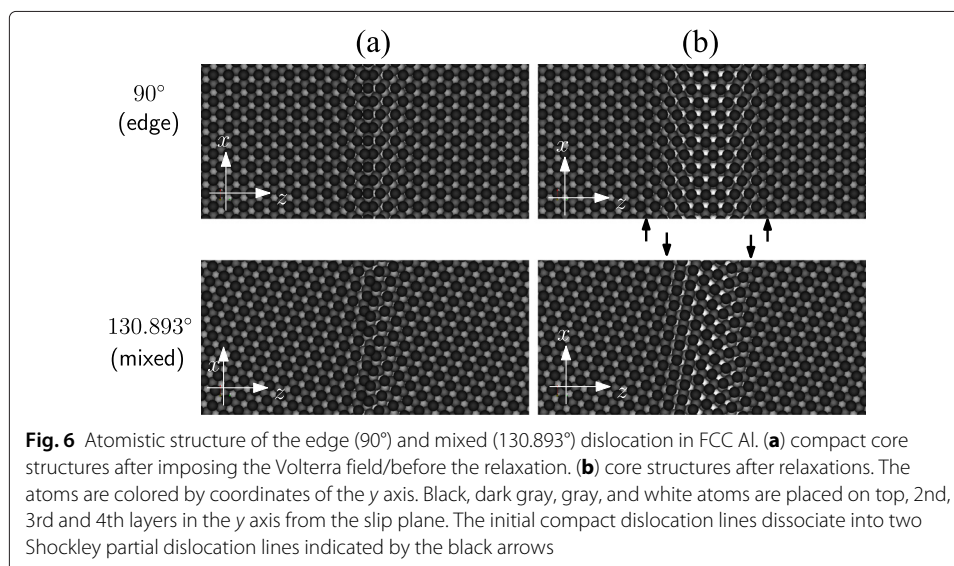 (a) (b)
90°
(edge)
x
z
x
z
130.893°
(mixed)
x
z
x
z
Fig. 6 Atomistic structure of the edge (90°) and mixed (130.893°) dislocation in FCC Al. (a) compact core
structures after imposing the Volterra field/before the relaxation. (b) core structures after relaxations. The
atoms are colored by coordinates of the y axis. Black, dark gray, gray, and white atoms are placed on top, 2nd,
3rd and 4th layers in the y axis from the slip plane. The initial compact dislocation lines dissociate into two
Shockley partial dislocation lines indicated by the black arrows